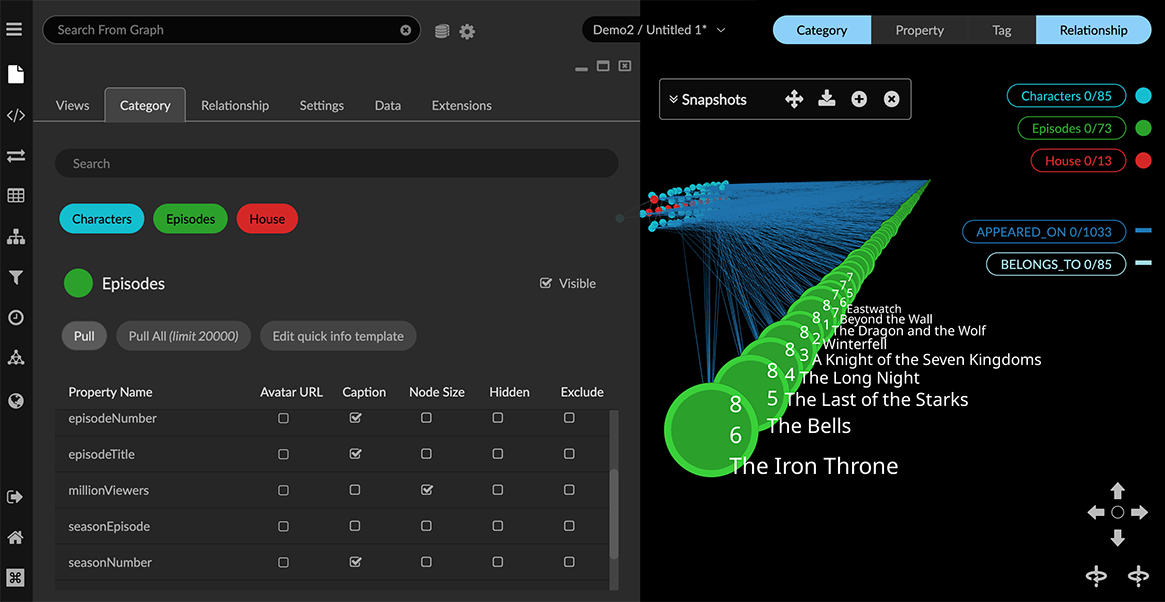 Search From Graph
Demo2 / Untitled 1*
Category
Property
Tag
Relationship
Views
Category
Relationship
Settings
Data
Extensions
Snapshots
Characters 0/85
Episodes 0/73
House 0/13
Search
Characters
Episodes
House
APPEARED_ON 0/1033
BELONGS_TO 0/85
Episodes
Visible
Pull
Pull All (limit 20000)
Edit quick info template
Property Name
Avatar URL
Caption
Node Size
Hidden
Exclude
episodeNumber
episodeTitle
millionViewers
seasonEpisode
seasonNumber
7
7
7
5
Eastwatch
8
7
6
Beyond the Wall
8
1
The Dragon and the Wolf
8
2
Winterfell
8
3
A Knight of the Seven Kingdoms
8
4
The Long Night
5
The Last of the Starks
8
The Bells
6
The Iron Throne